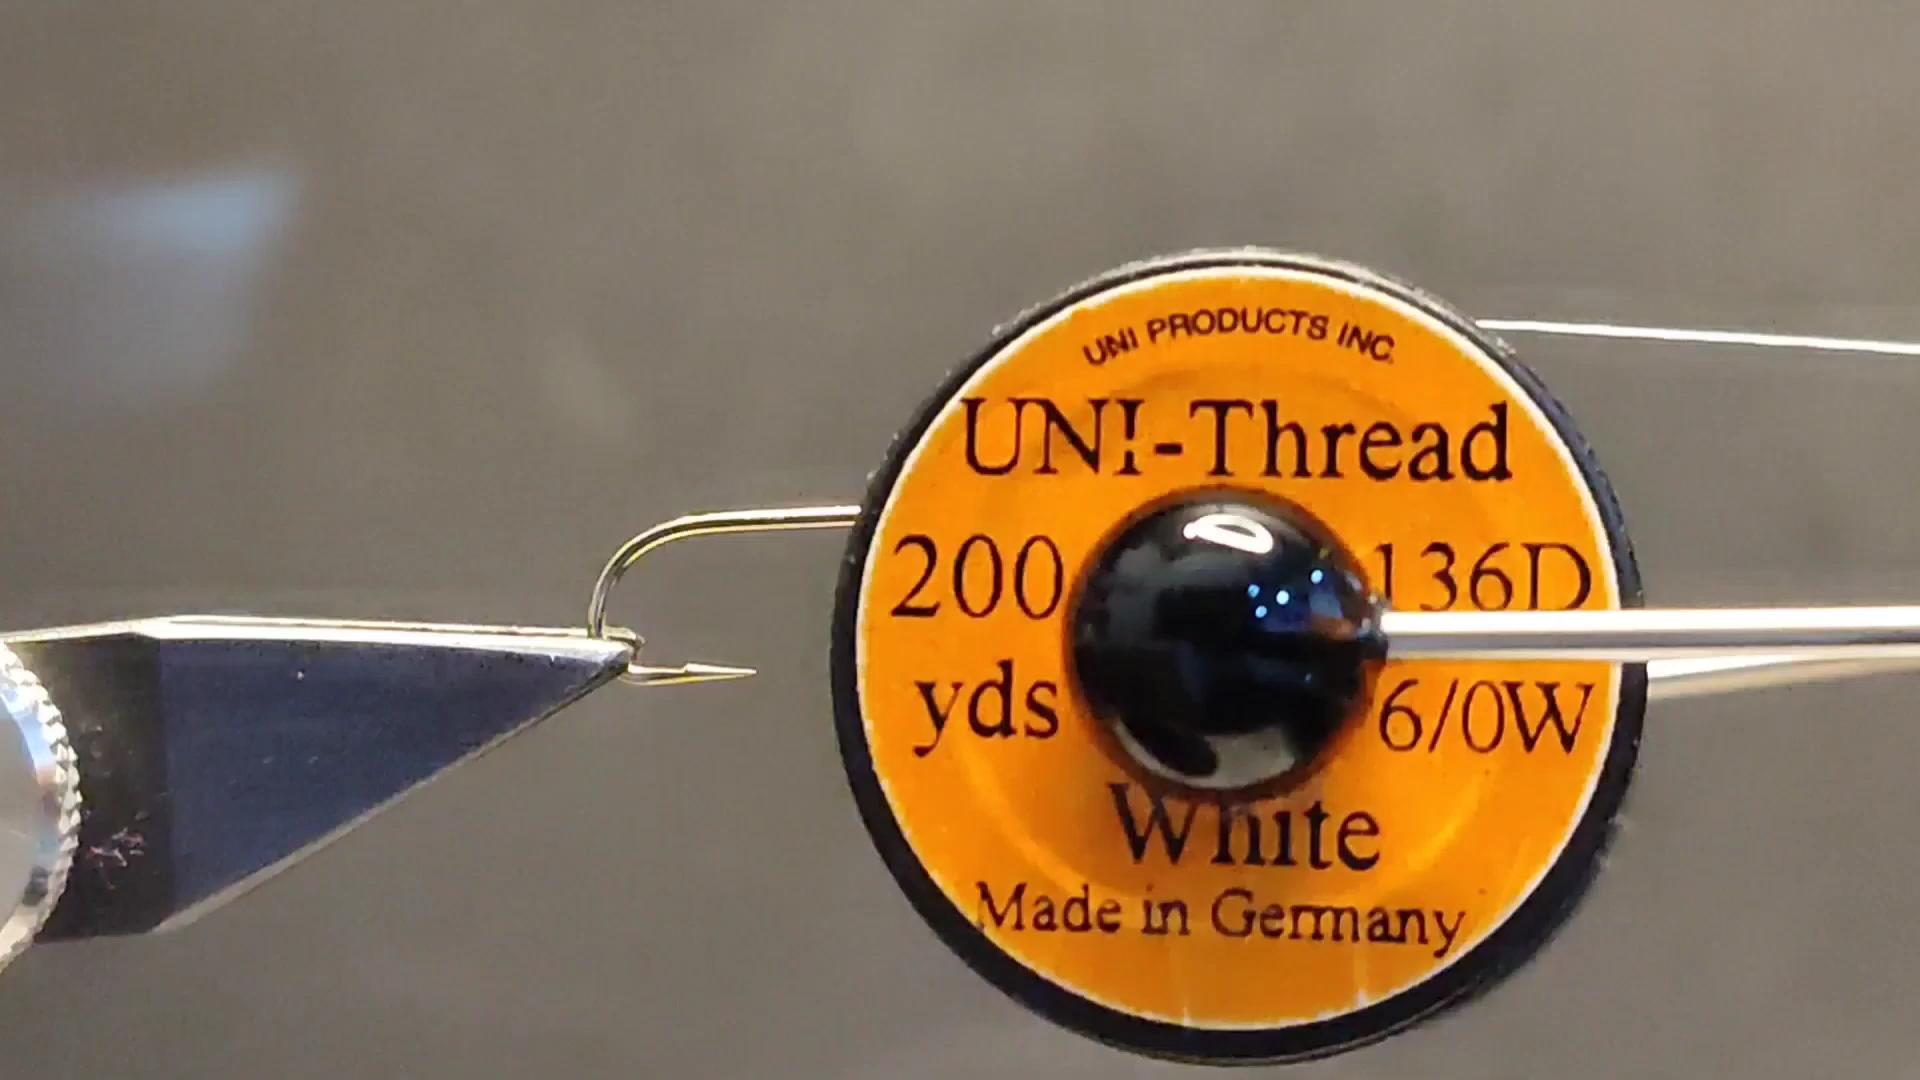 UNI PRODUCTS INC.
UNI-Thread
200 136D
yds 6/0W
White
Made in Germany